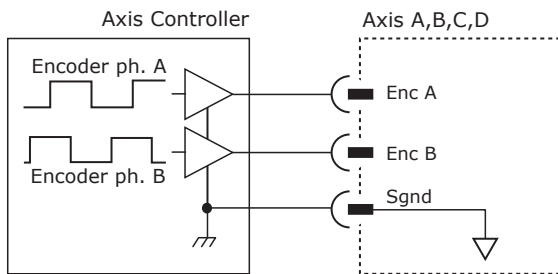 Axis Controller
Axis A,B,C,D
Encoder ph. A
Enc A
Enc B
Encoder ph. B
Sgnd